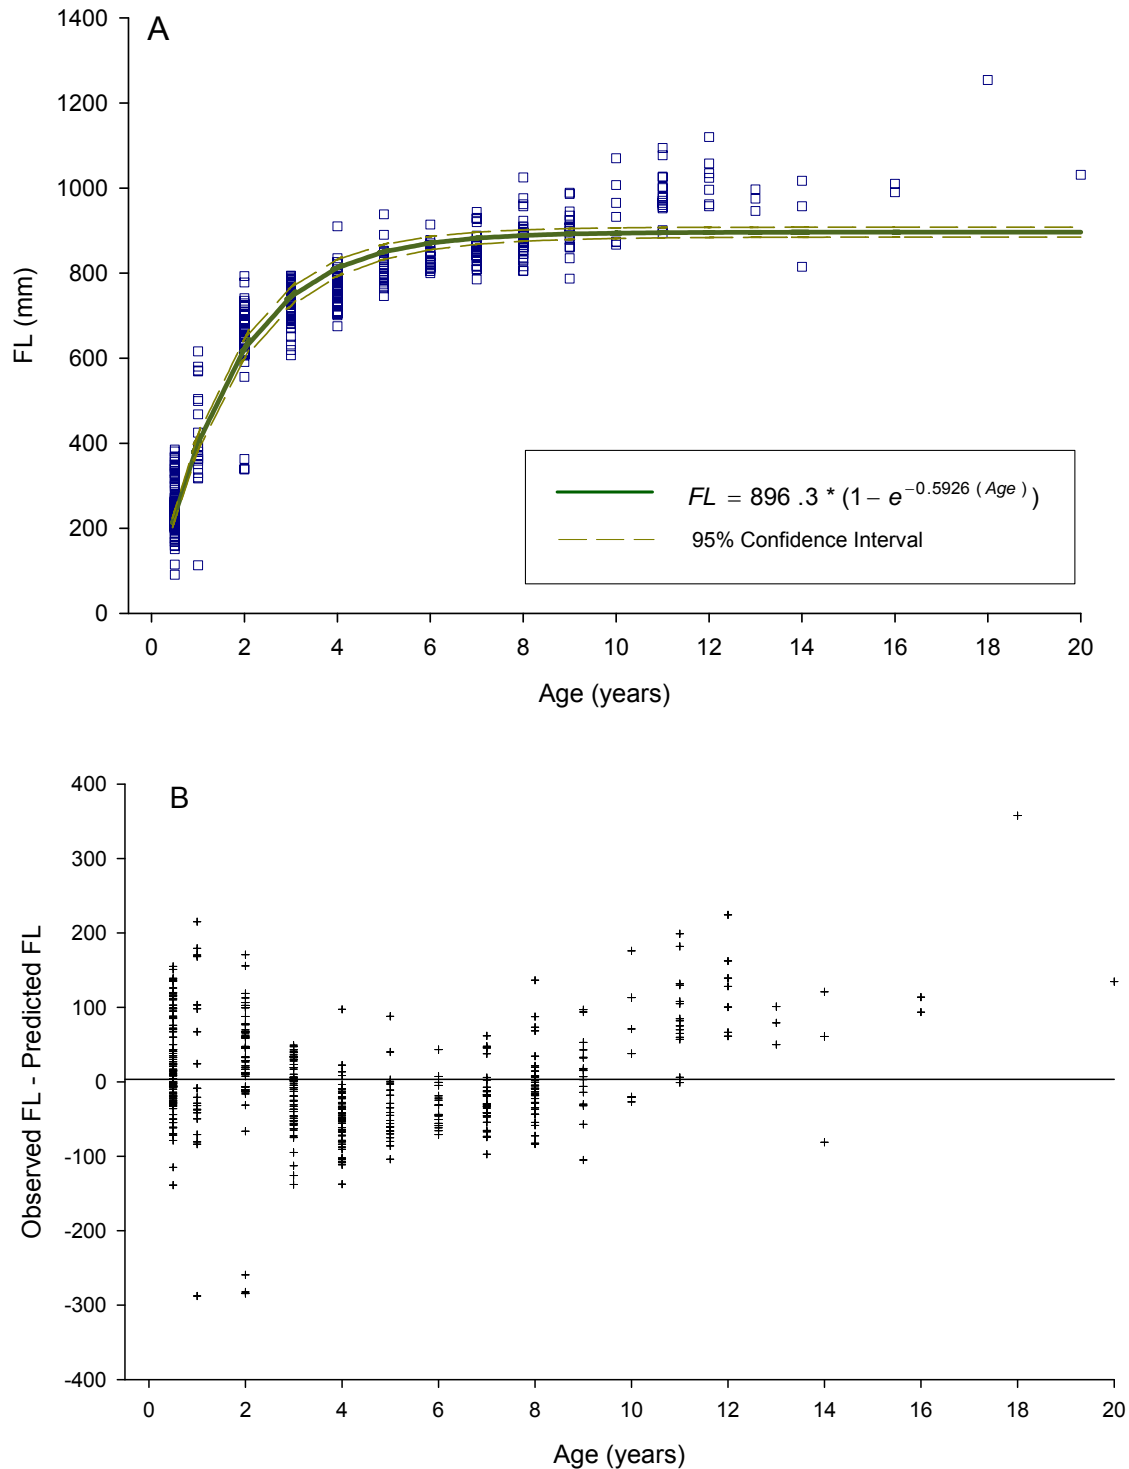 A
1400
1200
1000
800
600
400
200
0
FL (mm)
FL = 896 .3 * (1− e^−0.5926 ( Age ) )
95% Confidence Interval
0 2 4 6 8 10 12 14 16 18 20
Age (years)
B
400
300
200
100
0
-100
-200
-300
-400
Observed FL - Predicted FL
0 2 4 6 8 10 12 14 16 18 20
Age (years)